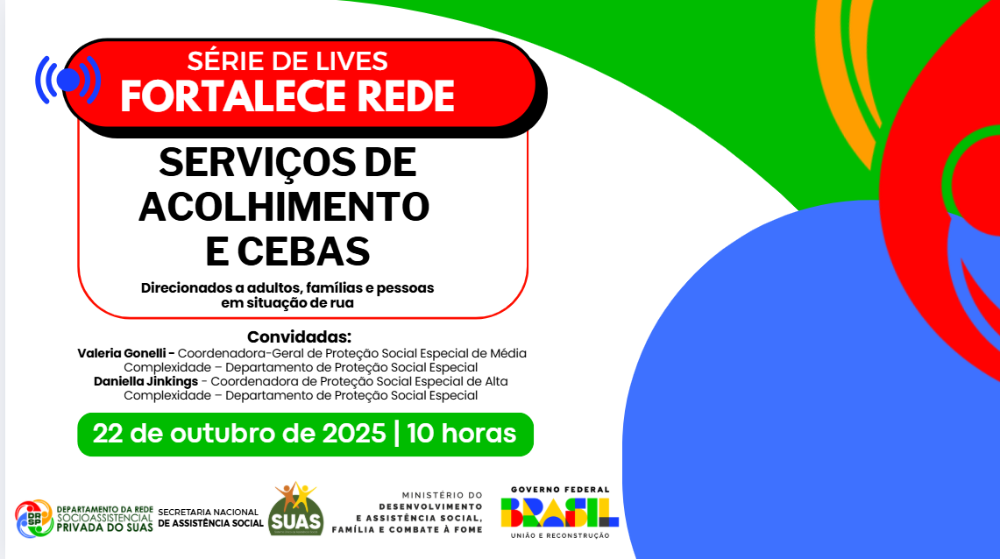 SÉRIE DE LIVES
FORTALECE REDE
SERVIÇOS DE
ACOLHIMENTO
E CEBAS
Direcionados a adultos, famílias e pessoas
em situação de rua
Convidadas:
Valeria Gonelli - Coordenadora-Geral de Proteção Social Especial de Média
Complexidade – Departamento de Proteção Social Especial
Daniella Jinkings - Coordenadora de Proteção Social Especial de Alta
Complexidade – Departamento de Proteção Social Especial
22 de outubro de 2025 | 10 horas
DR
SP
DEPARTAMENTO DA REDE
SOCIOASSISTENCIAL
PRIVADA DO SUAS
SECRETARIA NACIONAL
DE ASSISTÊNCIA SOCIAL
SUAS
MINISTÉRIO DO
DESENVOLVIMENTO
E ASSISTÊNCIA SOCIAL,
FAMÍLIA E COMBATE À FOME
GOVERNO FEDERAL
BRASIL
UNIÃO E RECONSTRUÇÃO